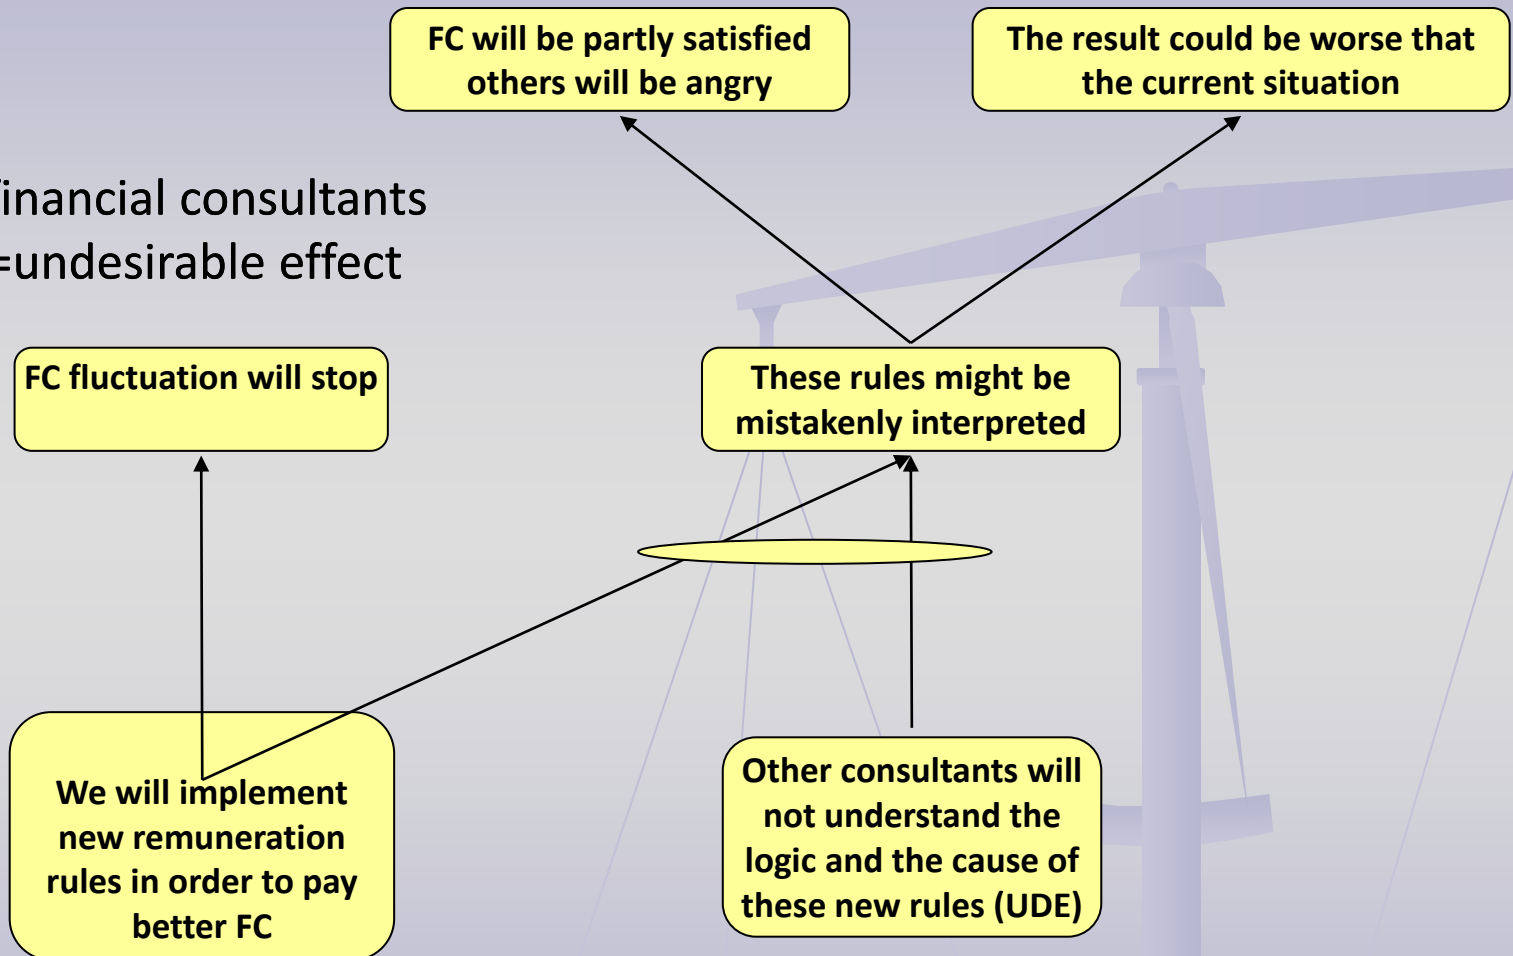 FC will be partly satisfied
others will be angry
The result could be worse that
the current situation
financial consultants
=undesirable effect
FC fluctuation will stop
These rules might be
mistakenly interpreted
We will implement
new remuneration
rules in order to pay
better FC
Other consultants will
not understand the
logic and the cause of
these new rules (UDE)